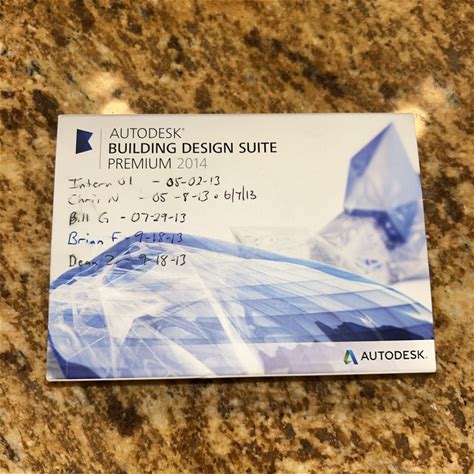 AUTODESK®
BUILDING DESIGN SUITE
PREMIUM 2014
Intern 01 - 05-02-13
Chris N - 05-8-13 & 6/7/13
Bill G - 07-29-13
Brian F - 9-18-13
Dean Z - 9-18-13
AUTODESK.